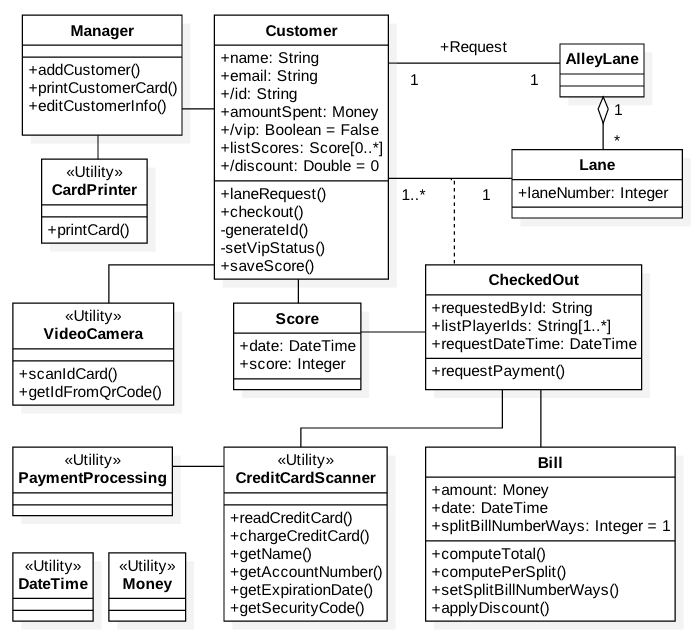 Manager
+addCustomer()
+printCustomerCard()
+editCustomerInfo()
Customer
+name: String
+email: String
+/id: String
+amountSpent: Money
+/vip: Boolean = False
+listScores: Score[0..*]
+/discount: Double = 0
+laneRequest()
+checkout()
-generateId()
-setVipStatus()
+saveScore()
+Request
1
1
AlleyLane
1
*
Lane
+laneNumber: Integer
1..*
1
«Utility»
CardPrinter
+printCard()
«Utility»
VideoCamera
+scanIdCard()
+getIdFromQrCode()
Score
+date: DateTime
+score: Integer
CheckedOut
+requestedById: String
+listPlayerIds: String[1..*]
+requestDateTime: DateTime
+requestPayment()
«Utility»
PaymentProcessing
«Utility»
CreditCardScanner
+readCreditCard()
+chargeCreditCard()
+getName()
+getAccountNumber()
+getExpirationDate()
+getSecurityCode()
Bill
+amount: Money
+date: DateTime
+splitBillNumberWays: Integer = 1
+computeTotal()
+computePerSplit()
+setSplitBillNumberWays()
+applyDiscount()
«Utility»
DateTime
«Utility»
Money